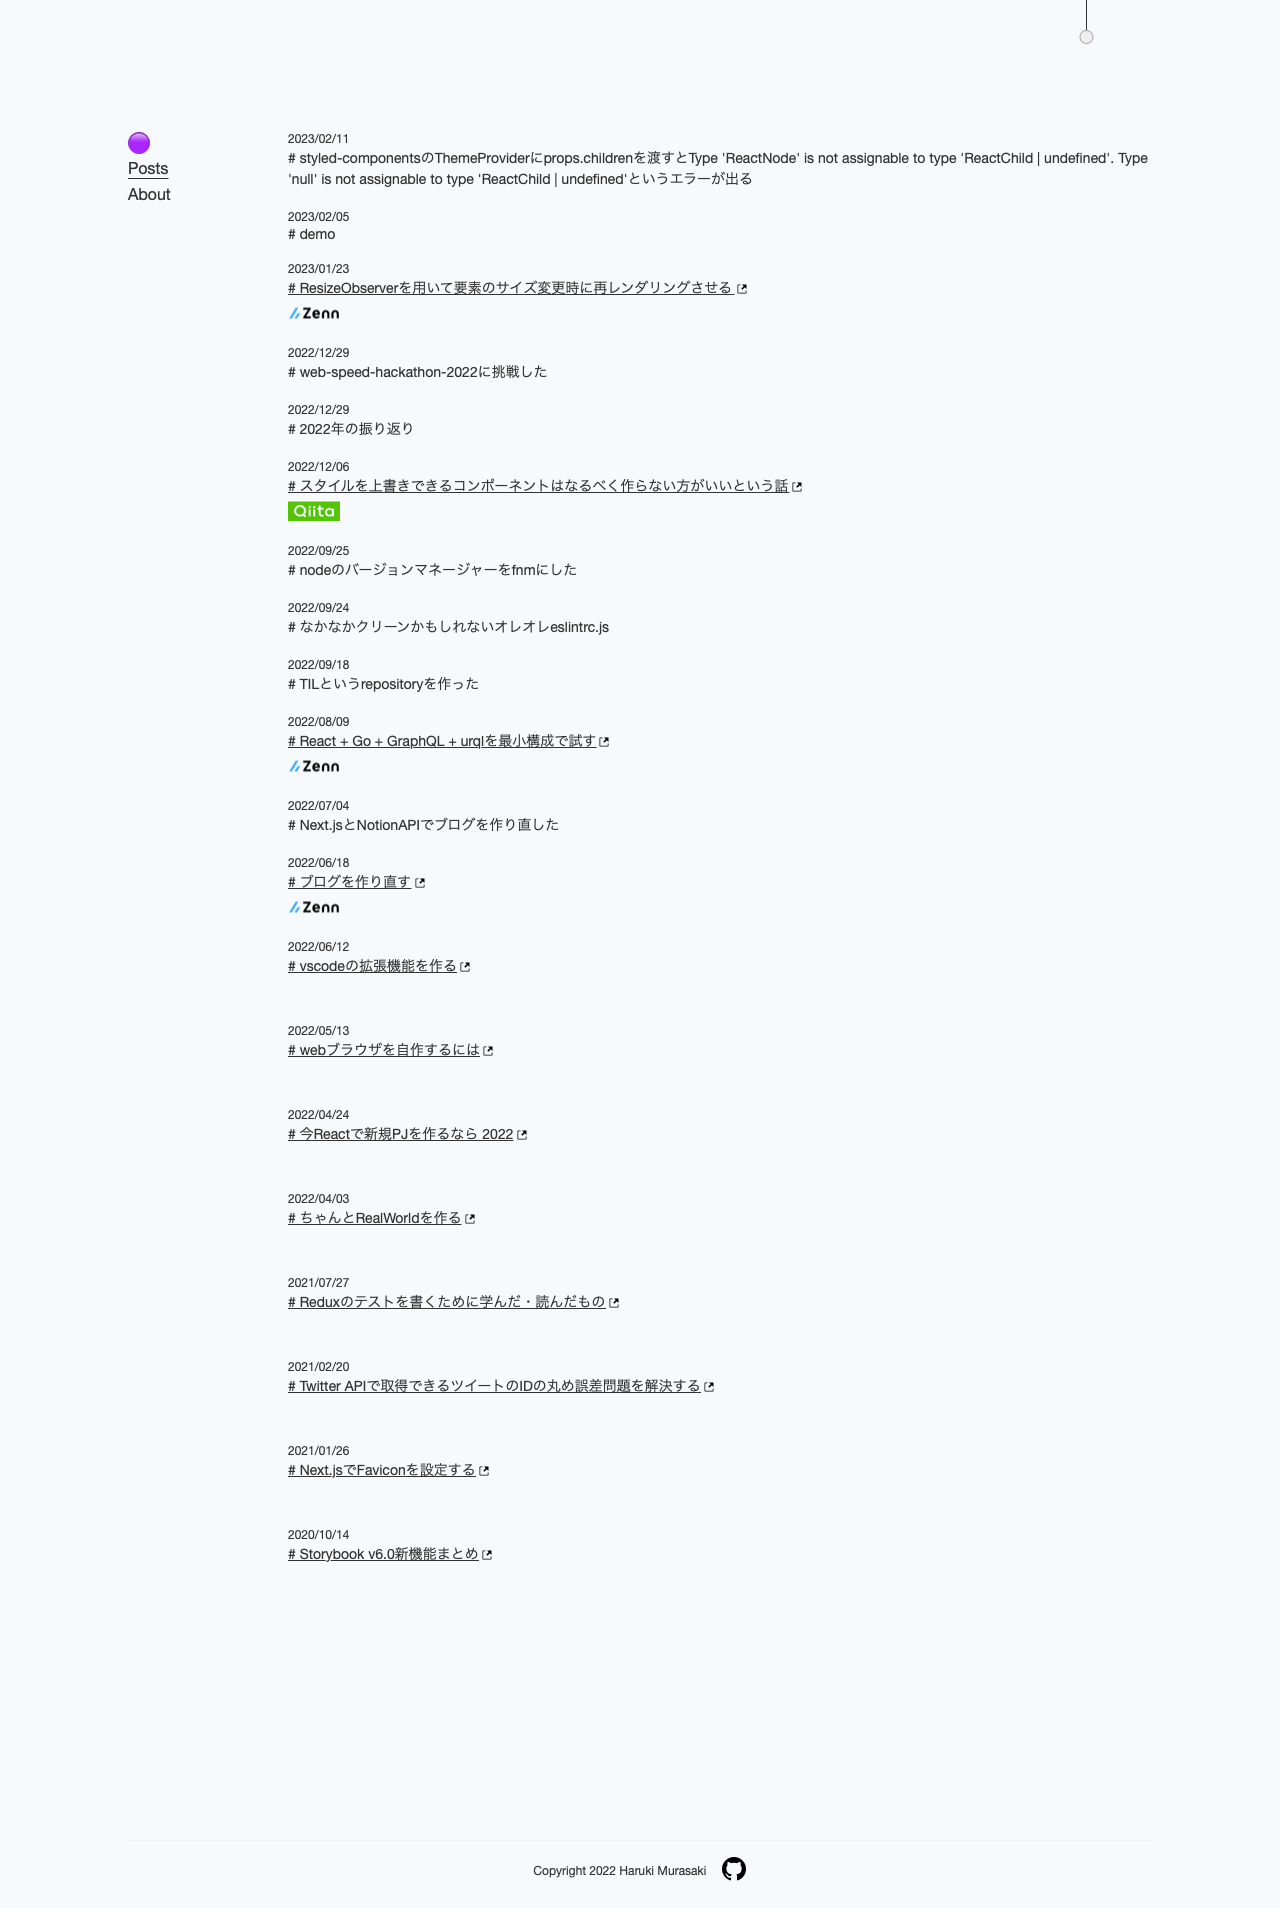 Posts
About
2023/02/11
# styled-componentsのThemeProviderにprops.childrenを渡すとType 'ReactNode' is not assignable to type 'ReactChild | undefined'. Type
'null' is not assignable to type 'ReactChild | undefined'というエラーが出る
2023/02/05
# demo
2023/01/23
# ResizeObserverを用いて要素のサイズ変更時に再レンダリングさせる
Zenn
2022/12/29
# web-speed-hackathon-2022に挑戦した
2022/12/29
# 2022年の振り返り
2022/12/06
# スタイルを上書きできるコンポーネントはなるべく作らない方がいいという話
Qiita
2022/09/25
# nodeのバージョンマネージャーをfnmにした
2022/09/24
# なかなかクリーンかもしれないオレオレeslintrc.js
2022/09/18
# TILというrepositoryを作った
2022/08/09
# React + Go + GraphQL + urqlを最小構成で試す
Zenn
2022/07/04
# Next.jsとNotionAPIでブログを作り直した
2022/06/18
# ブログを作り直す
Zenn
2022/06/12
# vscodeの拡張機能を作る
2022/05/13
# webブラウザを自作するには
2022/04/24
# 今Reactで新規PJを作るなら 2022
2022/04/03
# ちゃんとRealWorldを作る
2021/07/27
# Reduxのテストを書くために学んだ・読んだもの
2021/02/20
# Twitter APIで取得できるツイートのIDの丸め誤差問題を解決する
2021/01/26
# Next.jsでFaviconを設定する
2020/10/14
# Storybook v6.0新機能まとめ
Copyright 2022 Haruki Murasaki